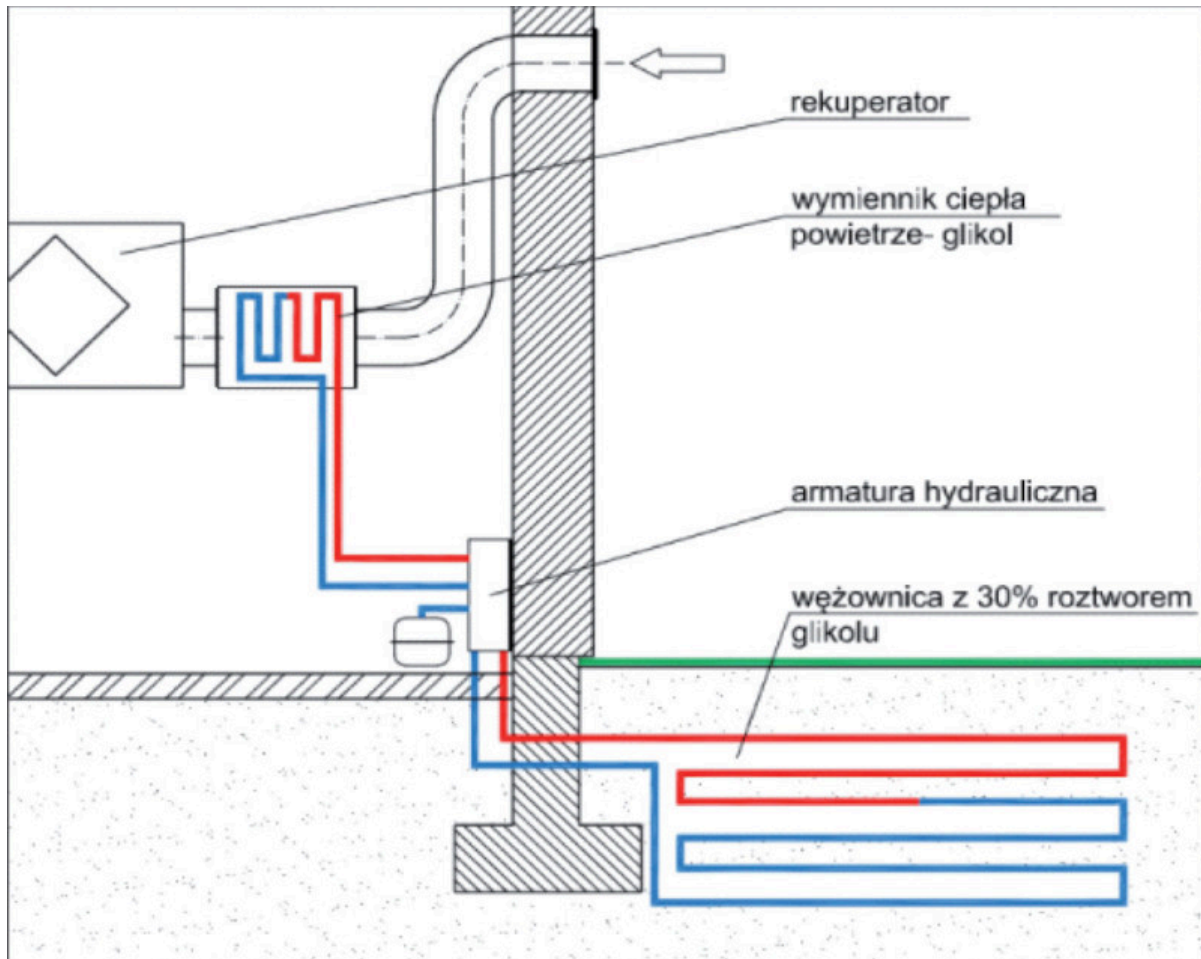 rekuperator
wymiennik ciepła
powietrze- glikol
armatura hydrauliczna
wężownica z 30% roztworem
glikolu